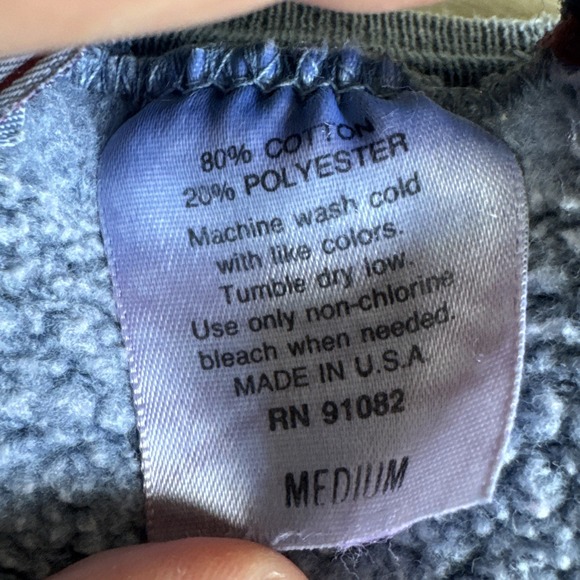 80% COTTON
20% POLYESTER
Machine wash cold
with like colors.
Tumble dry low.
Use only non-chlorine
bleach when needed.
MADE IN U.S.A.
RN 91082
MEDIUM